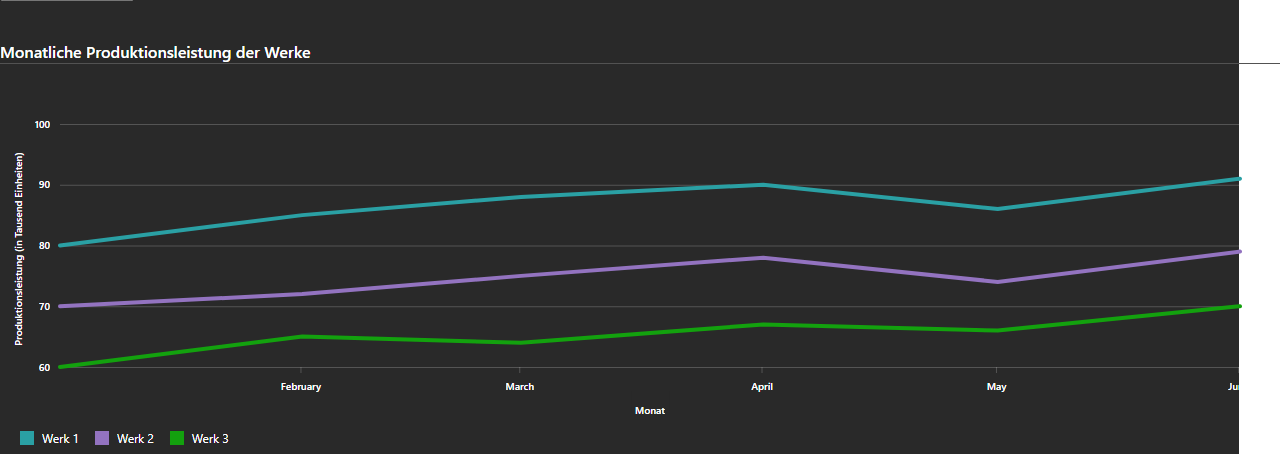 Monatliche Produktionsleistung der Werke
Produktionsleistung (in Tausend Einheiten)
100
90
80
70
60
February March April May
Monat
Werk 1 Werk 2 Werk 3